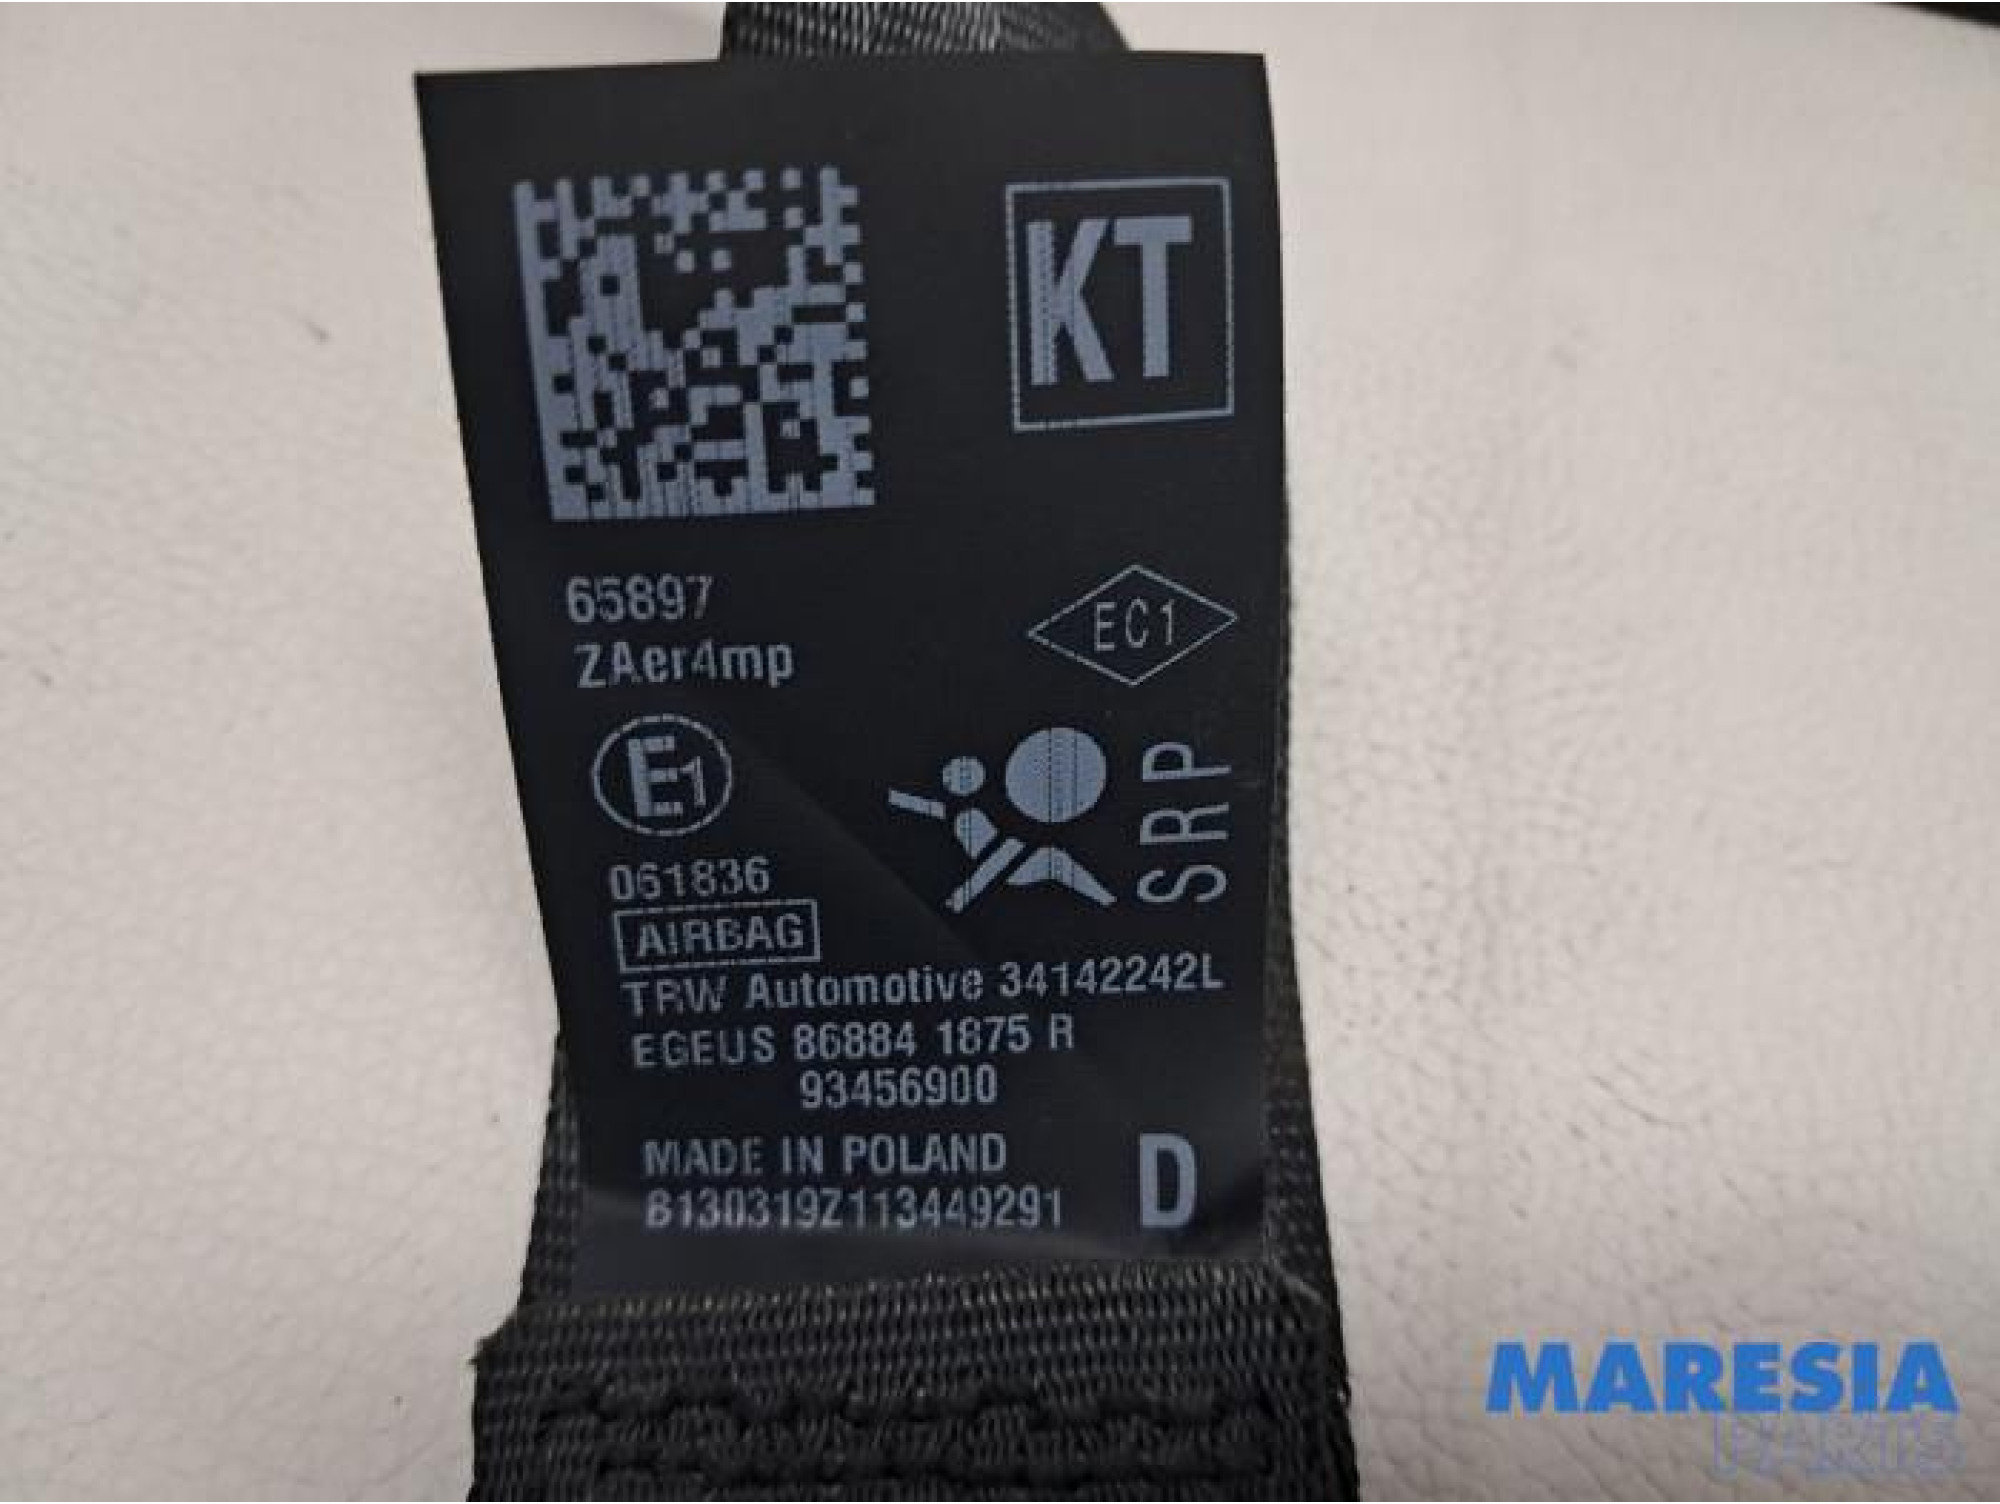 KT
65897
ZAer4mp
EC1
E1
SRP
061836
AIRBAG
TRW Automotive 34142242L
EGEUS 86884 1875 R
93456900
MADE IN POLAND
D
8130319Z113449291
MARESIA
PARTS